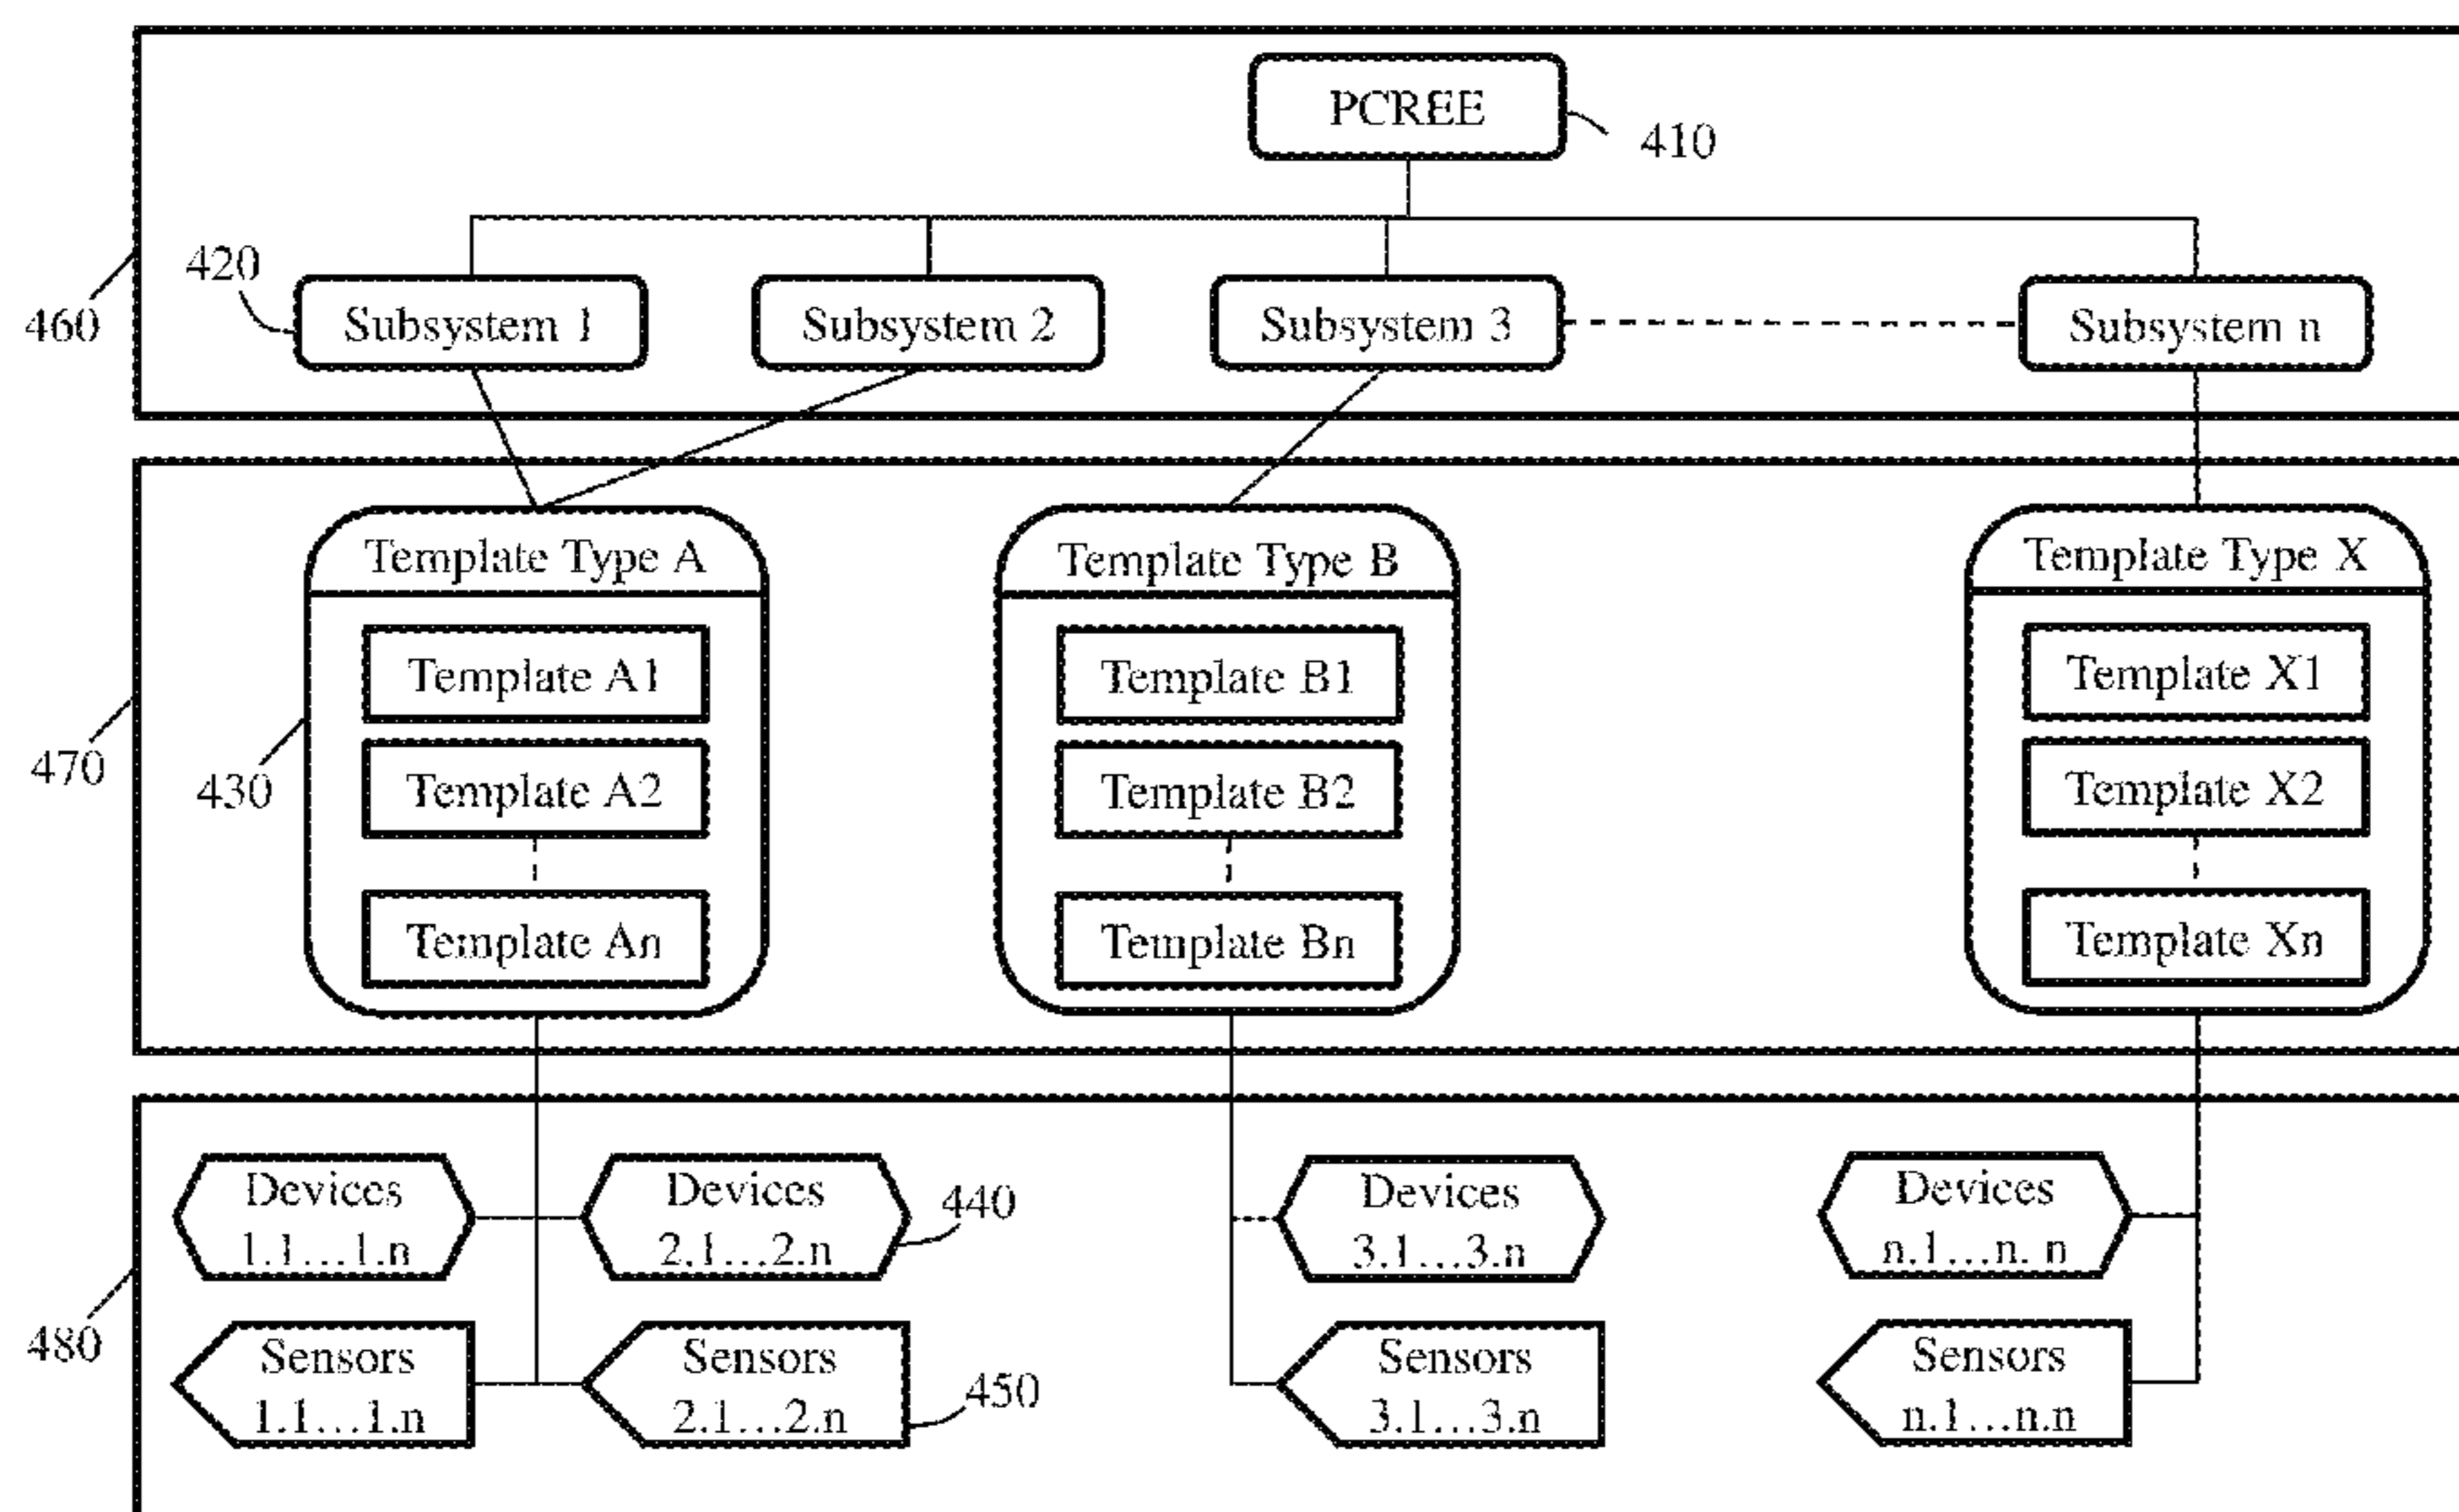 PCREE
410
420
460
Subsystem 1
Subsystem 2
Subsystem 3
Subsystem n
Template Type A
Template Type B
Template Type X
Template A1
Template B1
Template X1
470
430
Template A2
Template B2
Template X2
Template An
Template Bn
Template Xn
Devices
1.1...1.n
Devices
2.1...2.n
440
Devices
3.1...3.n
Devices
n.1...n. n
480
Sensors
1.1...1.n
Sensors
2.1...2.n
450
Sensors
3.1...3.n
Sensors
n.1...n.n